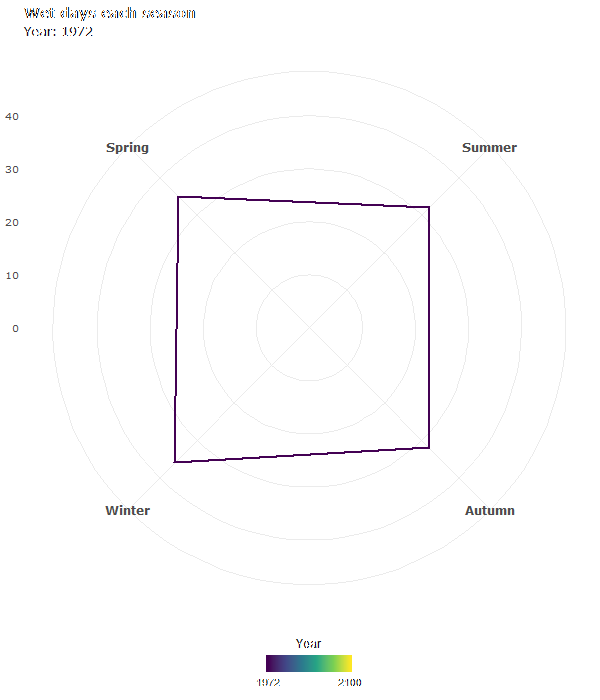 Wet days each season
Year: 1972
40
Spring
Summer
30
20
10
0
Winter
Autumn
Year
1972
2100